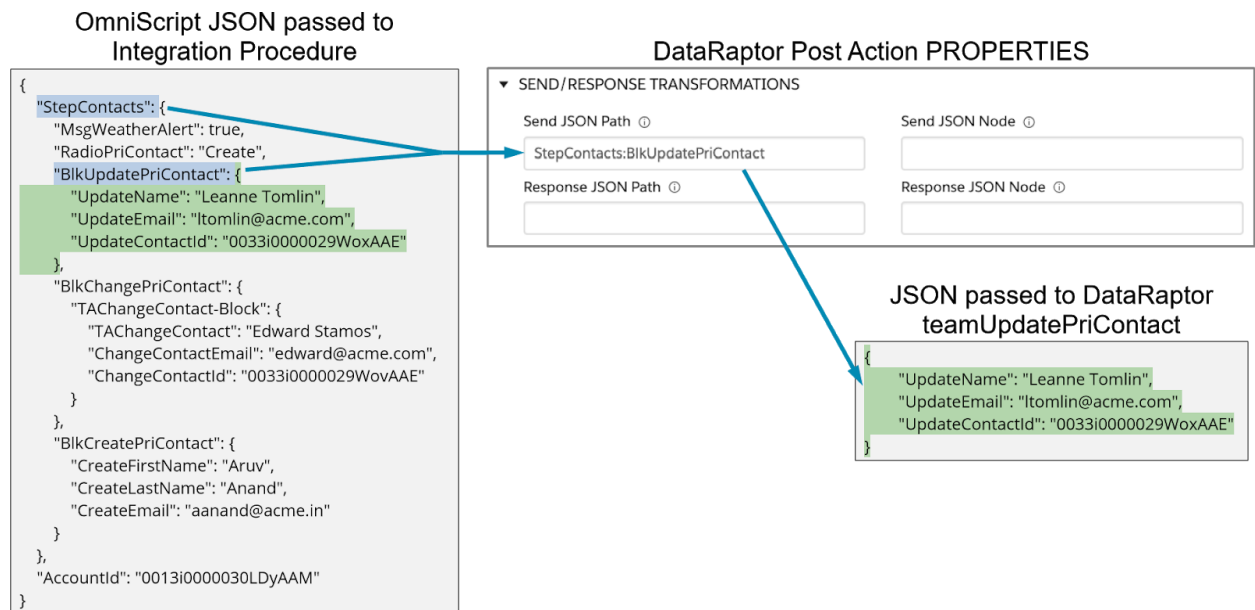 OmniScript JSON passed to
Integration Procedure
{
"StepContacts": {
"MsgWeatherAlert": true,
"RadioPriContact": "Create",
"BlkUpdatePriContact": {
"UpdateName": "Leanne Tomlin",
"UpdateEmail": "ltomlin@acme.com",
"UpdateContactId": "0033i0000029WoxAAE"
},
"BlkChangePriContact": {
"TAChangeContact-Block": {
"TAChangeContact": "Edward Stamos",
"ChangeContactEmail": "edward@acme.com",
"ChangeContactId": "0033i0000029WovAAE"
}
},
"BlkCreatePriContact": {
"CreateFirstName": "Aruv",
"CreateLastName": "Anand",
"CreateEmail": "aanand@acme.in"
}
},
"AccountId": "0013i0000030LDyAAM"
}
DataRaptor Post Action PROPERTIES
SEND/RESPONSE TRANSFORMATIONS
Send JSON Path
Send JSON Node
StepContacts:BlkUpdatePriContact
Response JSON Path
Response JSON Node
JSON passed to DataRaptor
teamUpdatePriContact
{
"UpdateName": "Leanne Tomlin",
"UpdateEmail": "ltomlin@acme.com",
"UpdateContactId": "0033i0000029WoxAAE"
}